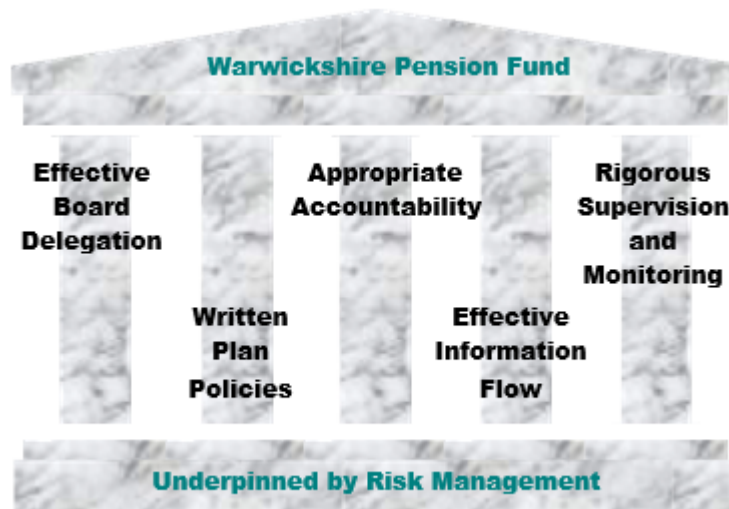 Warwickshire Pension Fund
Effective
Board
Delegation
Written
Plan
Policies
Appropriate
Accountability
Effective
Information
Flow
Rigorous
Supervision
and
Monitoring
Underpinned by Risk Management